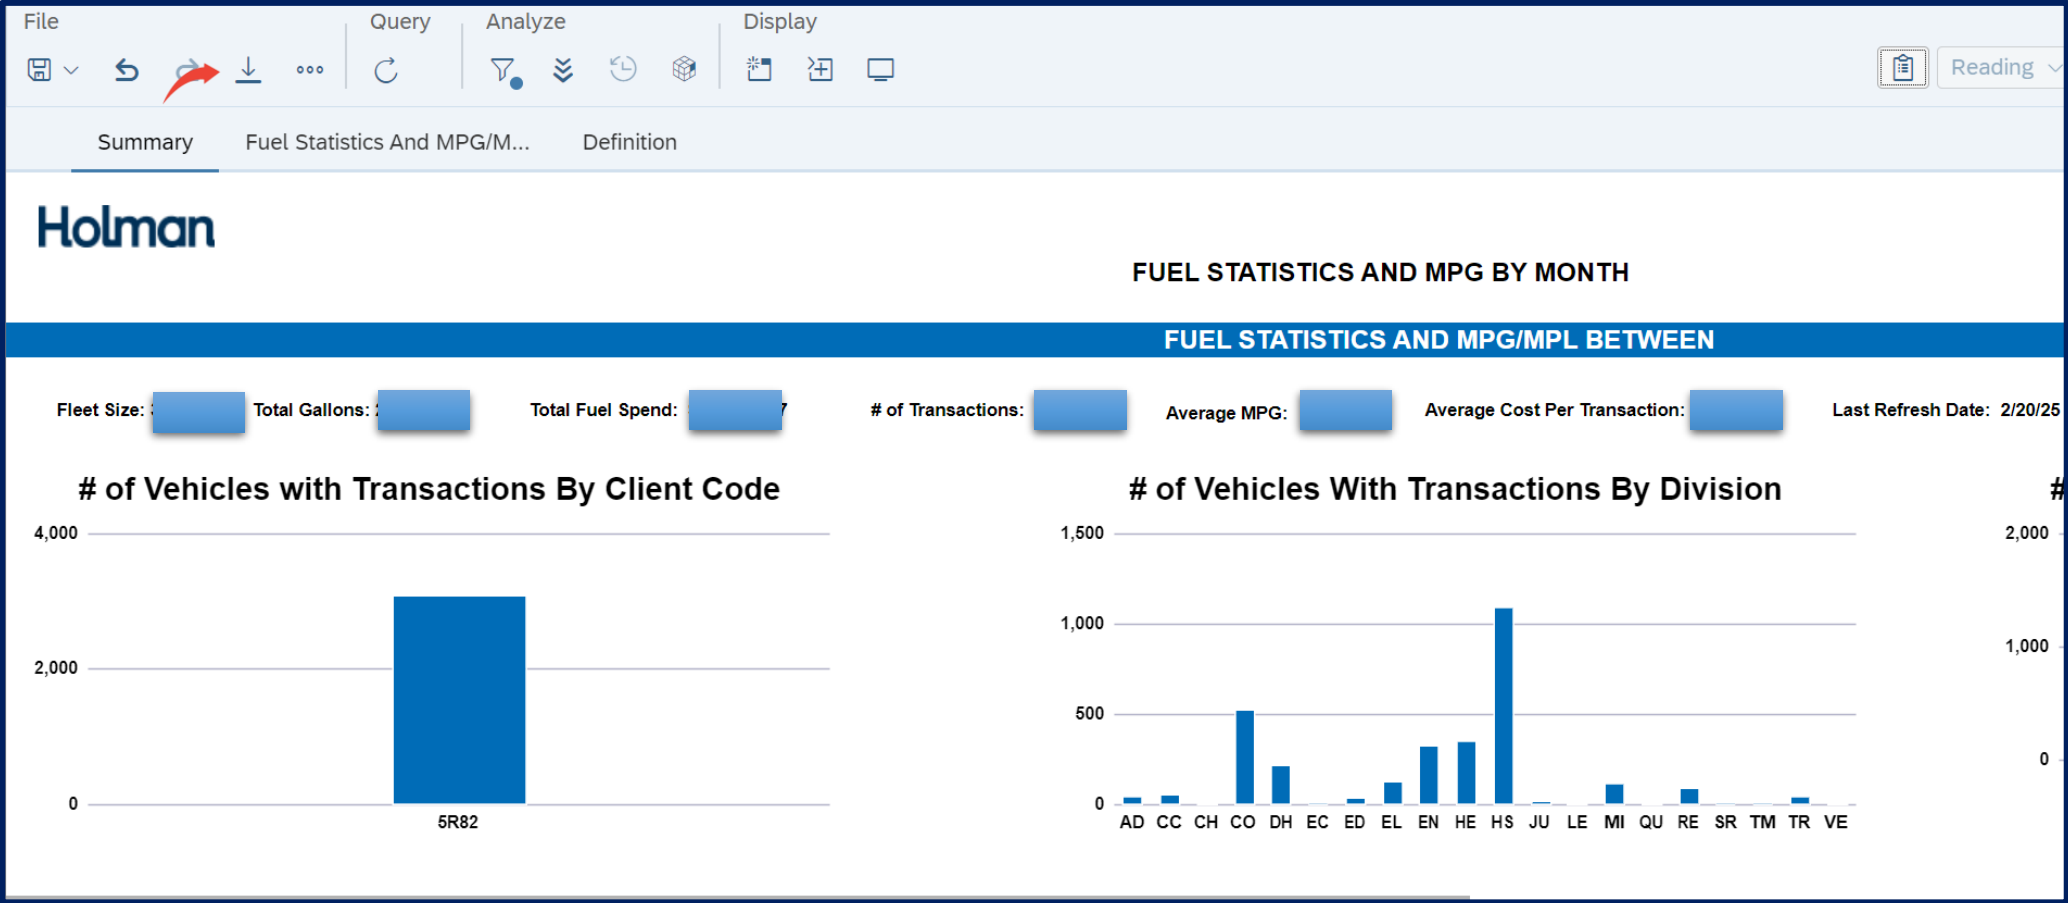 File Query Analyze Display
Reading
Summary Fuel Statistics And MPG/M... Definition
Holman
FUEL STATISTICS AND MPG BY MONTH
FUEL STATISTICS AND MPG/MPL BETWEEN
Fleet Size: Total Gallons: Total Fuel Spend: # of Transactions: Average MPG: Average Cost Per Transaction: Last Refresh Date: 2/20/25
# of Vehicles with Transactions By Client Code
4,000
2,000
0
5R82
# of Vehicles With Transactions By Division
1,500
1,000
500
0
AD CC CH CO DH EC ED EL EN HE HS JU LE MI QU RE SR TM TR VE
#
2,000
1,000
0